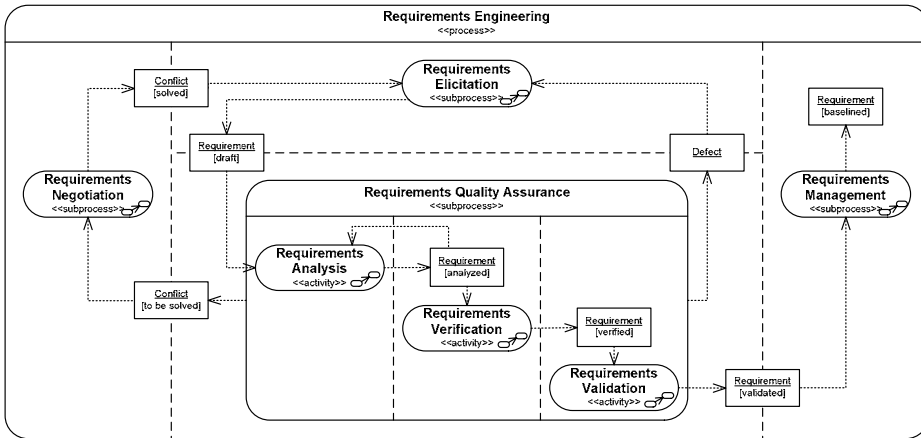 Requirements Engineering
<<process>>
Conflict
[solved]
Requirements
Elicitation
<<subprocess>>
Requirement
[baselined]
Requirement
[draft]
Defect
Requirements
Negotiation
<<subprocess>>
Requirements Quality Assurance
<<subprocess>>
Requirements
Management
<<subprocess>>
Requirements
Analysis
<<activity>>
Requirement
[analyzed]
Conflict
[to be solved]
Requirements
Verification
<<activity>>
Requirement
[verified]
Requirements
Validation
<<activity>>
Requirement
[validated]